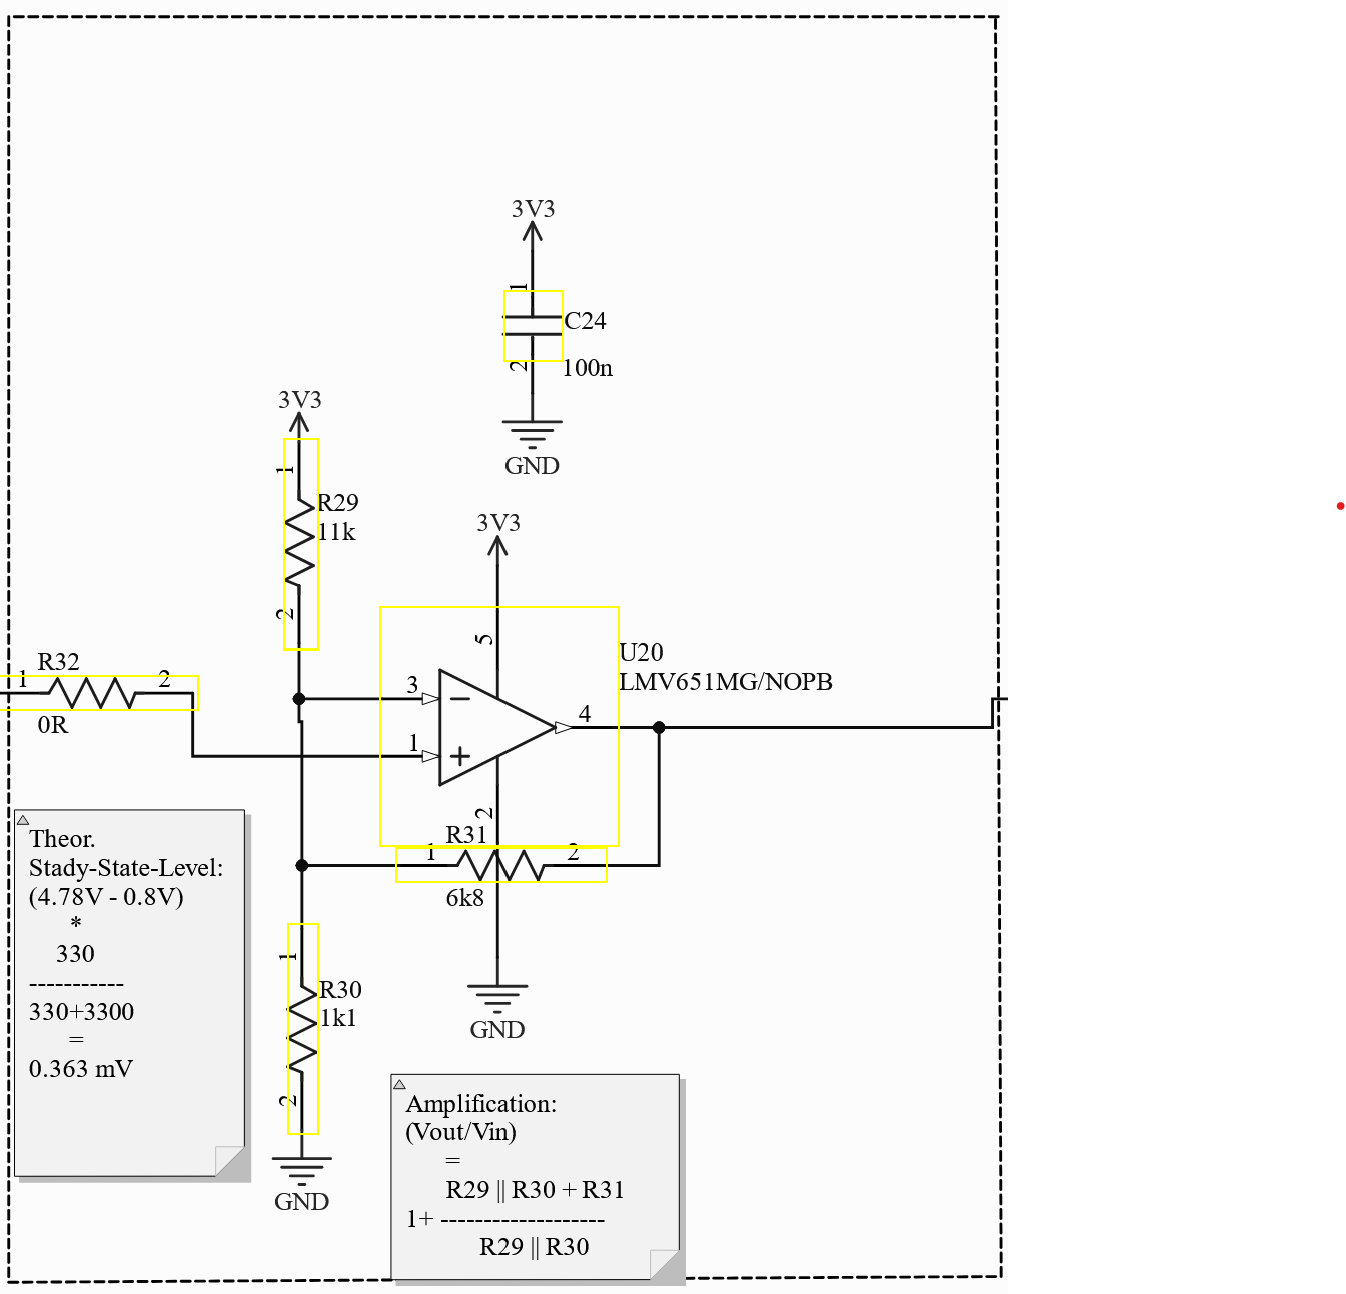 3V3
1
C24
2
100n
GND
3V3
1
R29
11k
2
3V3
5
U20
LMV651MG/NOPB
R32
1
2
0R
3
4
1
2
R31
1
2
6k8
GND
1
R30
1k1
2
GND
Theor.
Stady-State-Level:
(4.78V - 0.8V)
*
330
-----------
330+3300
=
0.363 mV
Amplification:
(Vout/Vin)
=
R29 || R30 + R31
1+ -------------------
R29 || R30